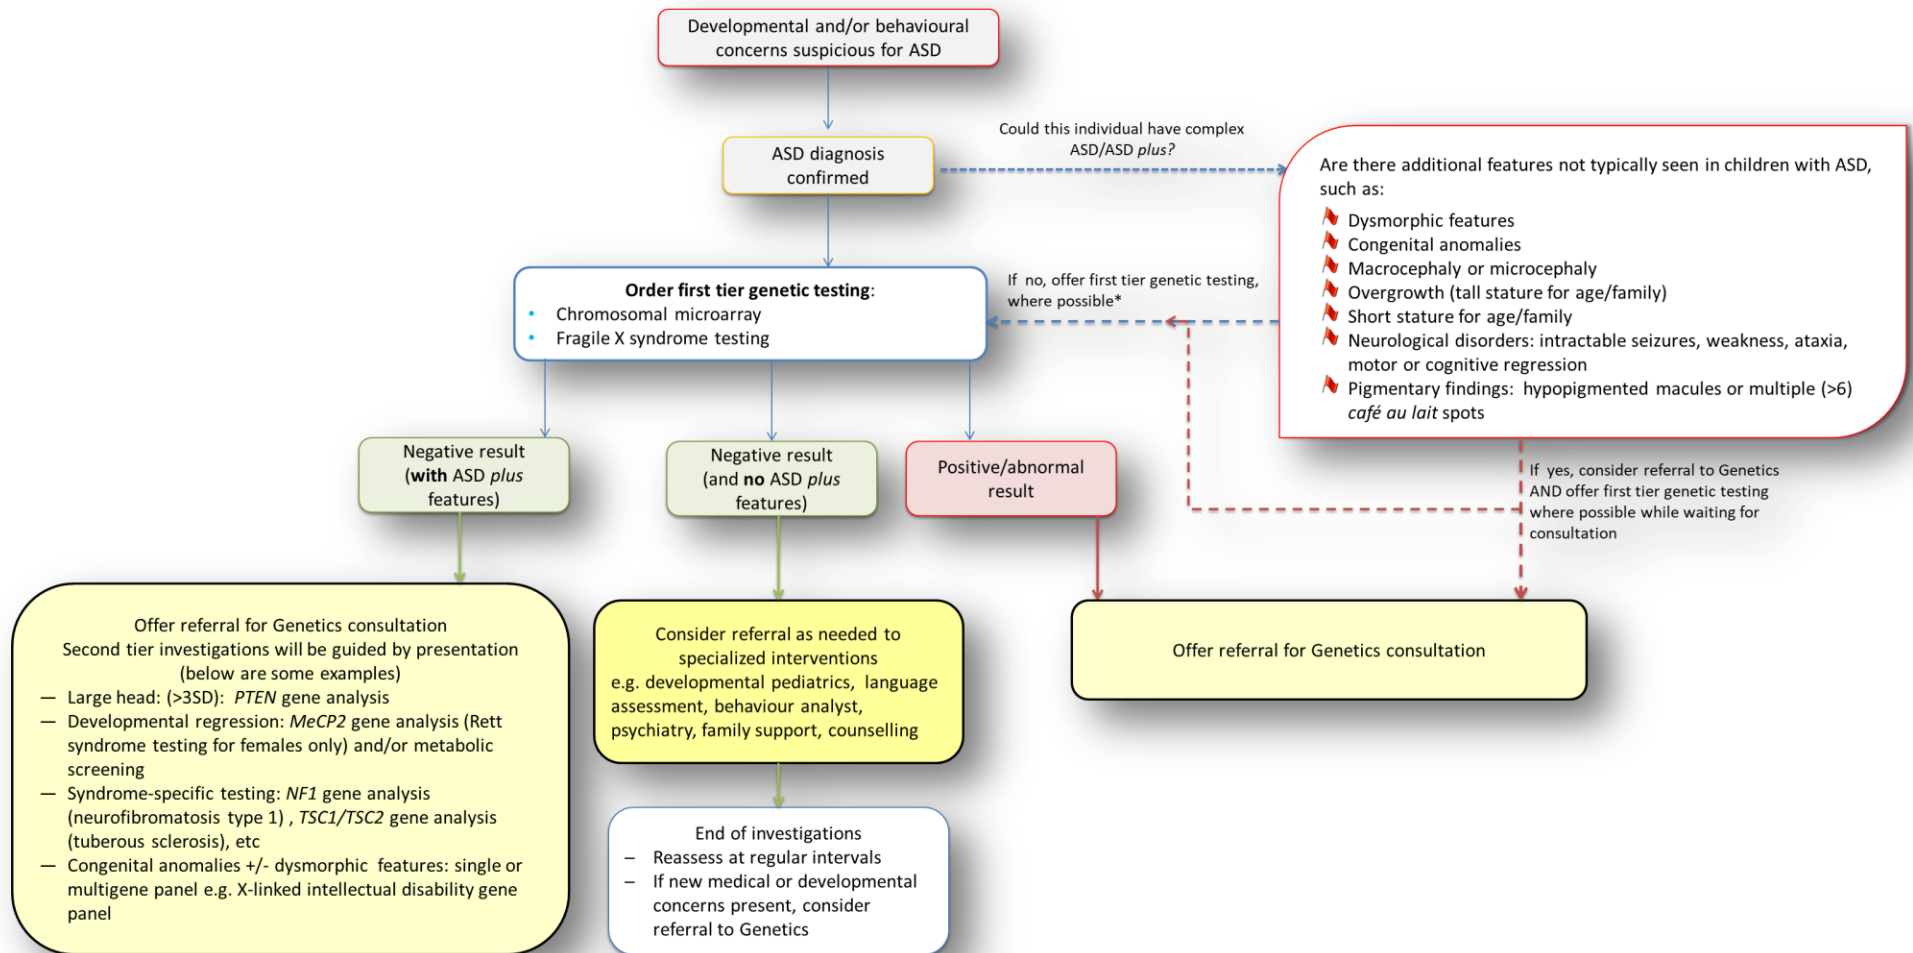 Developmental and/or behavioural
concerns suspicious for ASD
Could this individual have complex
ASD/ASD plus?
ASD diagnosis
confirmed
Are there additional features not typically seen in children with ASD,
such as:
Dysmorphic features
Congenital anomalies
Macrocephaly or microcephaly
Overgrowth (tall stature for age/family)
Short stature for age/family
Neurological disorders: intractable seizures, weakness, ataxia,
motor or cognitive regression
Pigmentary findings: hypopigmented macules or multiple (>6)
café au lait spots
If no, offer first tier genetic testing,
where possible*
Order first tier genetic testing:
• Chromosomal microarray
• Fragile X syndrome testing
Negative result
(with ASD plus
features)
Negative result
(and no ASD plus
features)
Positive/abnormal
result
If yes, consider referral to Genetics
AND offer first tier genetic testing
where possible while waiting for
consultation
Offer referral for Genetics consultation
Second tier investigations will be guided by presentation
(below are some examples)
— Large head: (>3SD): PTEN gene analysis
— Developmental regression: MeCP2 gene analysis (Rett
syndrome testing for females only) and/or metabolic
screening
— Syndrome-specific testing: NF1 gene analysis
(neurofibromatosis type 1) , TSC1/TSC2 gene analysis
(tuberous sclerosis), etc
— Congenital anomalies +/- dysmorphic features: single or
multigene panel e.g. X-linked intellectual disability gene
panel
Consider referral as needed to
specialized interventions
e.g. developmental pediatrics, language
assessment, behaviour analyst,
psychiatry, family support, counselling
Offer referral for Genetics consultation
End of investigations
– Reassess at regular intervals
– If new medical or developmental
concerns present, consider
referral to Genetics